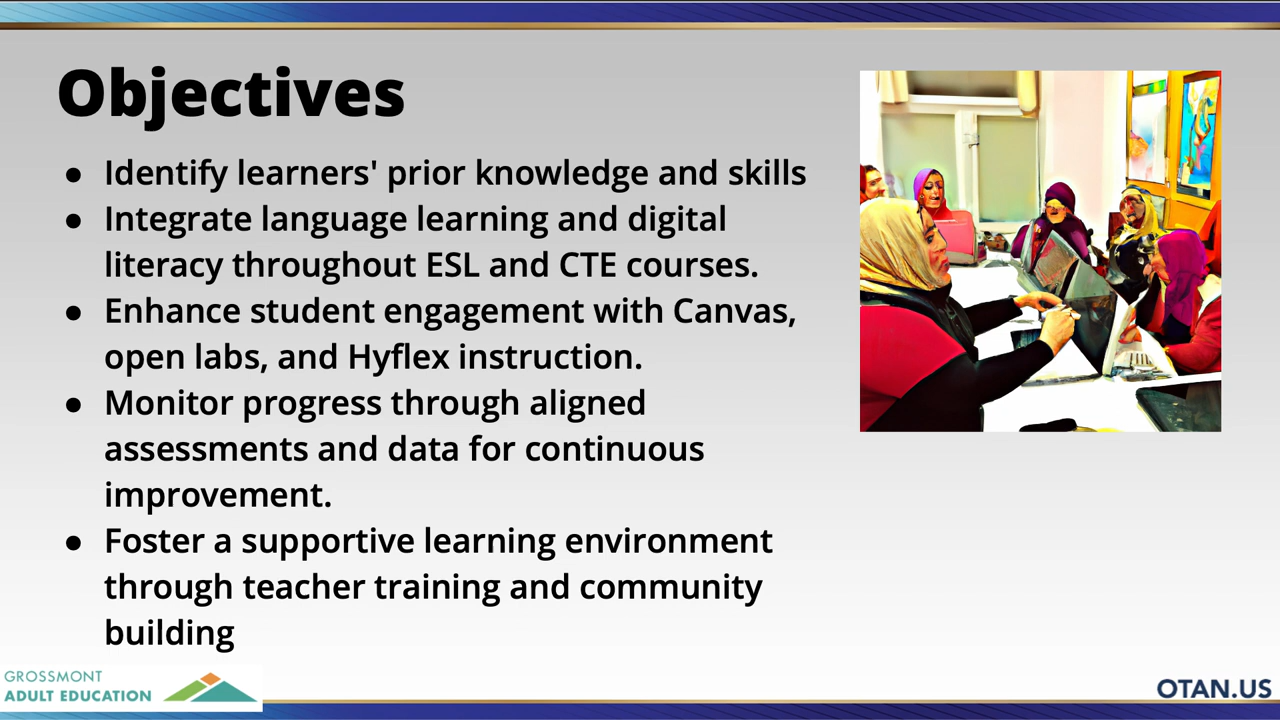 Objectives
● Identify learners' prior knowledge and skills
● Integrate language learning and digital
literacy throughout ESL and CTE courses.
● Enhance student engagement with Canvas,
open labs, and Hyflex instruction.
● Monitor progress through aligned
assessments and data for continuous
improvement.
● Foster a supportive learning environment
through teacher training and community
building
GROSSMONT
ADULT EDUCATION
OTAN.US